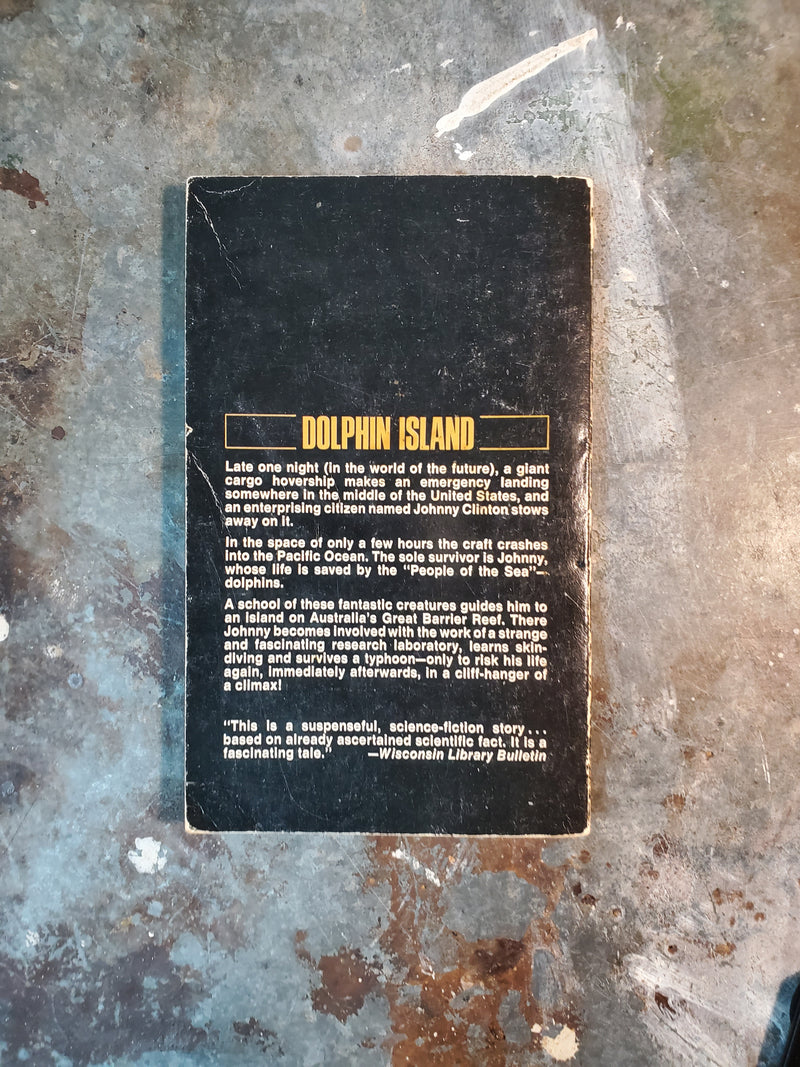 DOLPHIN ISLAND
Late one night (in the world of the future), a giant
cargo hovership makes an emergency landing
somewhere in the middle of the United States, and
an enterprising citizen named Johnny Clinton stows
away on it.
In the space of only a few hours the craft crashes
into the Pacific Ocean. The sole survivor is Johnny,
whose life is saved by the "People of the Sea"—
dolphins.
A school of these fantastic creatures guides him to
an island on Australia's Great Barrier Reef. There
Johnny becomes involved with the work of a strange
and fascinating research laboratory, learns skin-
diving and survives a typhoon—only to risk his life
again, immediately afterwards, in a cliff-hanger of
a climax!
"This is a suspenseful, science-fiction story...
based on already ascertained scientific fact. It is a
fascinating tale." —Wisconsin Library Bulletin